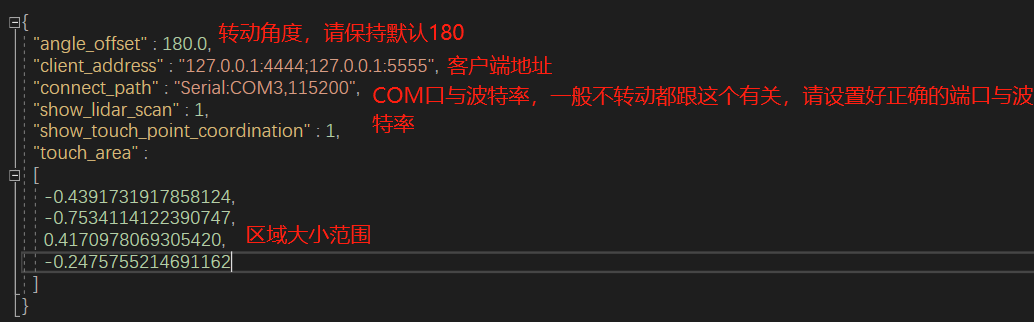 {
"angle_offset" : 180.0, 转动角度，请保持默认180
"client_address" : "127.0.0.1:4444;127.0.0.1:5555", 客户端地址
"connect_path" : "Serial:COM3,115200", COM口与波特率，一般不转动都跟这个有关，请设置好正确的端口与波
"show_lidar_scan" : 1, 特率
"show_touch_point_coordination" : 1,
"touch_area" :
[
-0.4391731917858124,
-0.7534114122390747,
0.4170978069305420, 区域大小范围
-0.2475755214691162
]
}